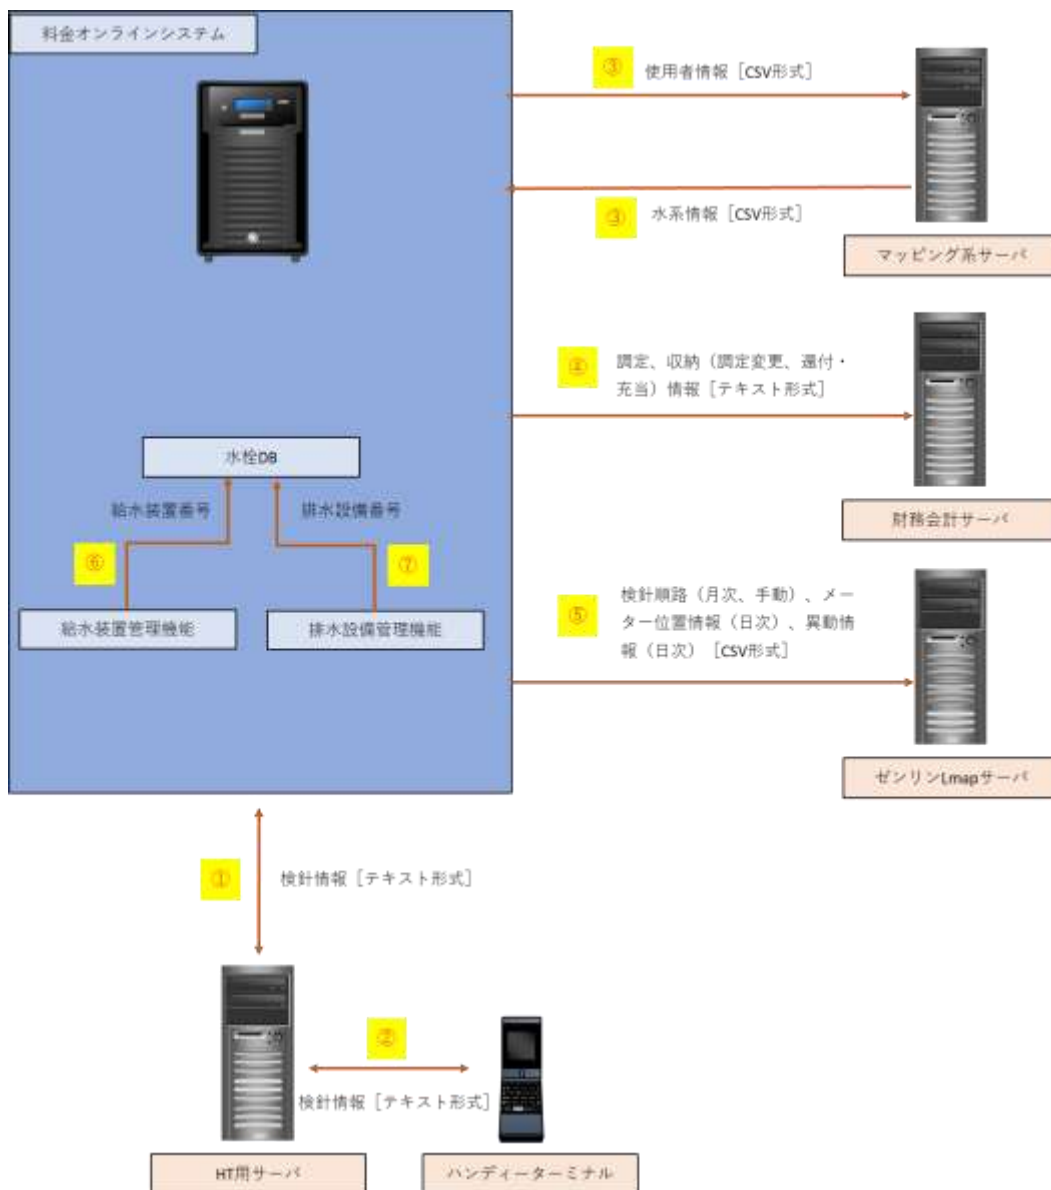 料金オンラインシステム
③
使用者情報［CSV形式］
③
水系情報［CSV形式］
マッピング系サーバ
④
調定、収納（調定変更、還付・
充当）情報［テキスト形式］
財務会計サーバ
水栓DB
給水装置番号
排水設備番号
⑥
⑦
給水装置管理機能
排水設備管理機能
⑤
検針順路（月次、手動）、メー
ター位置情報（日次）、異動情
報（日次）［CSV形式］
ゼンリンLmapサーバ
①
検針情報［テキスト形式］
②
検針情報［テキスト形式］
HT用サーバ
ハンディーターミナル